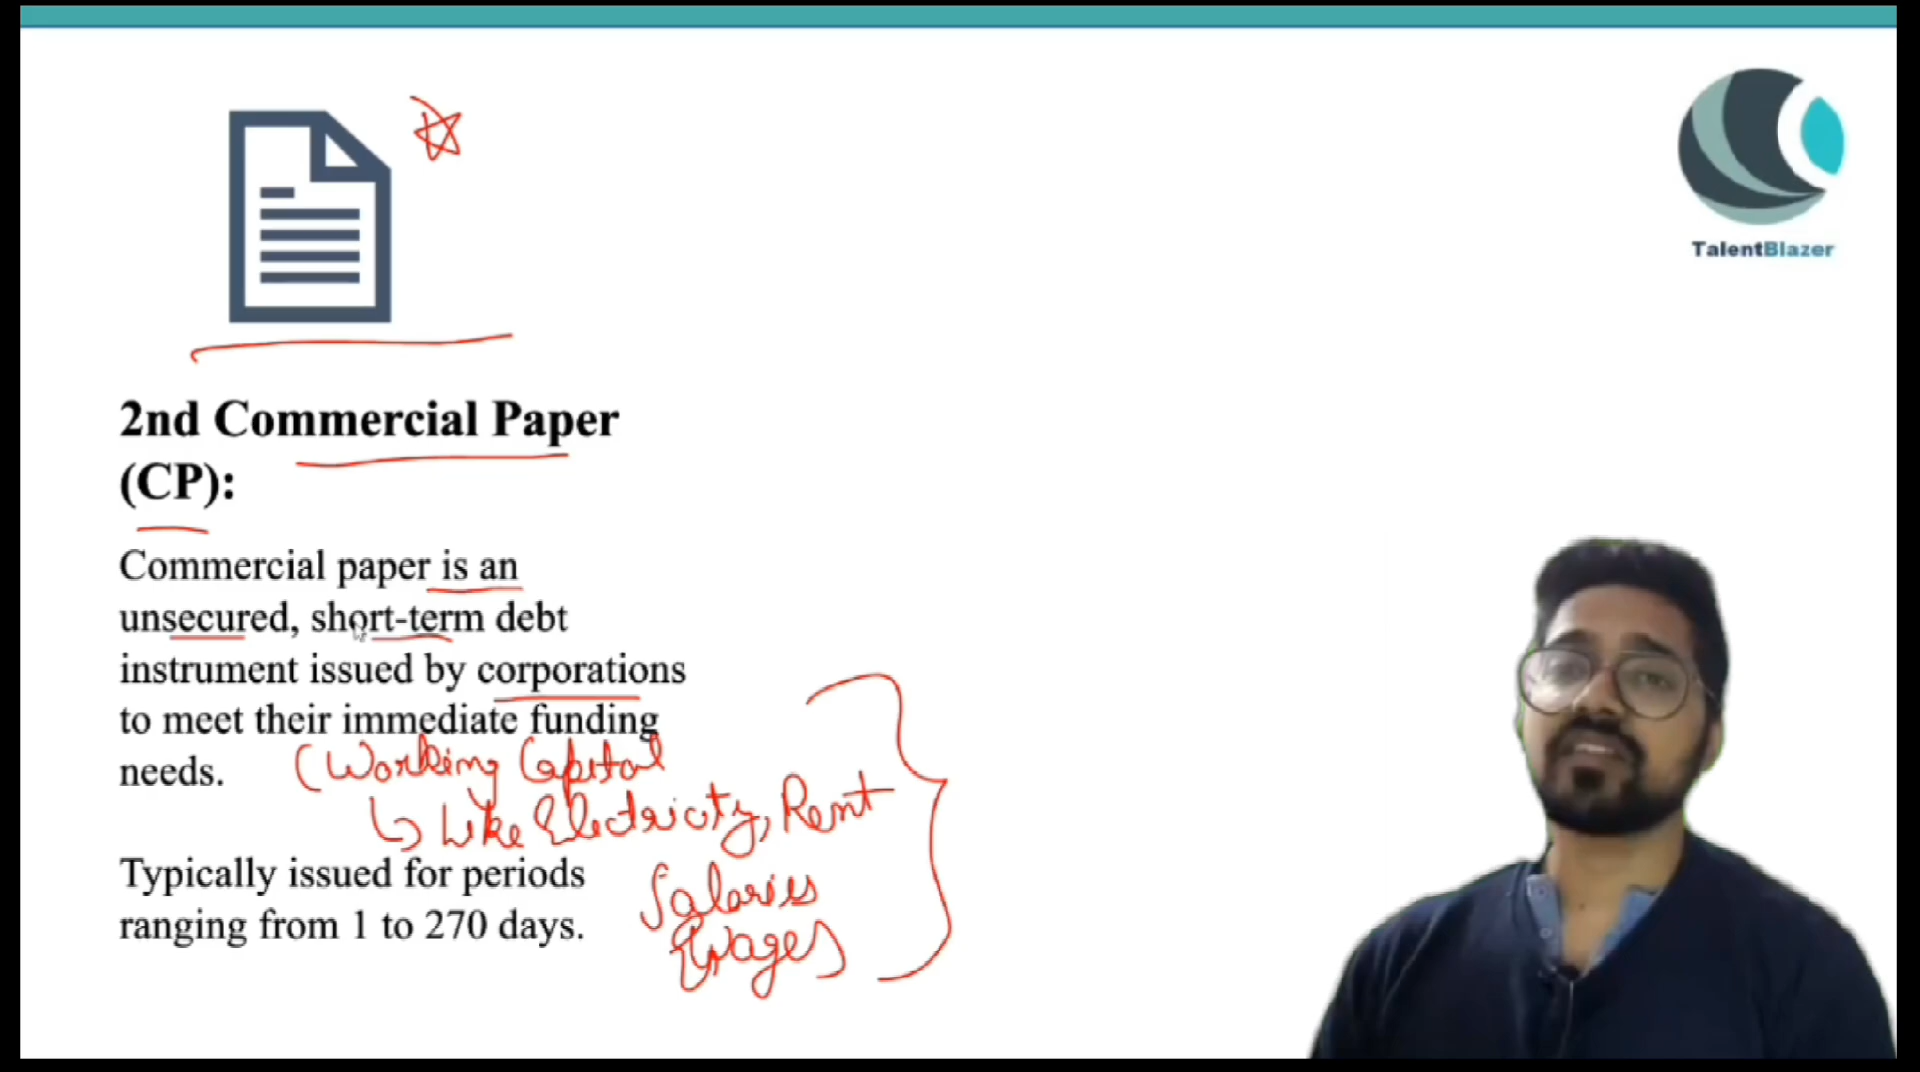 TalentBlazer
2nd Commercial Paper
(CP):
Commercial paper is an
unsecured, short-term debt
instrument issued by corporations
to meet their immediate funding
needs. (Working Capital
↳ Like Electricity, Rent
Salaries
& Wages
Typically issued for periods
ranging from 1 to 270 days.